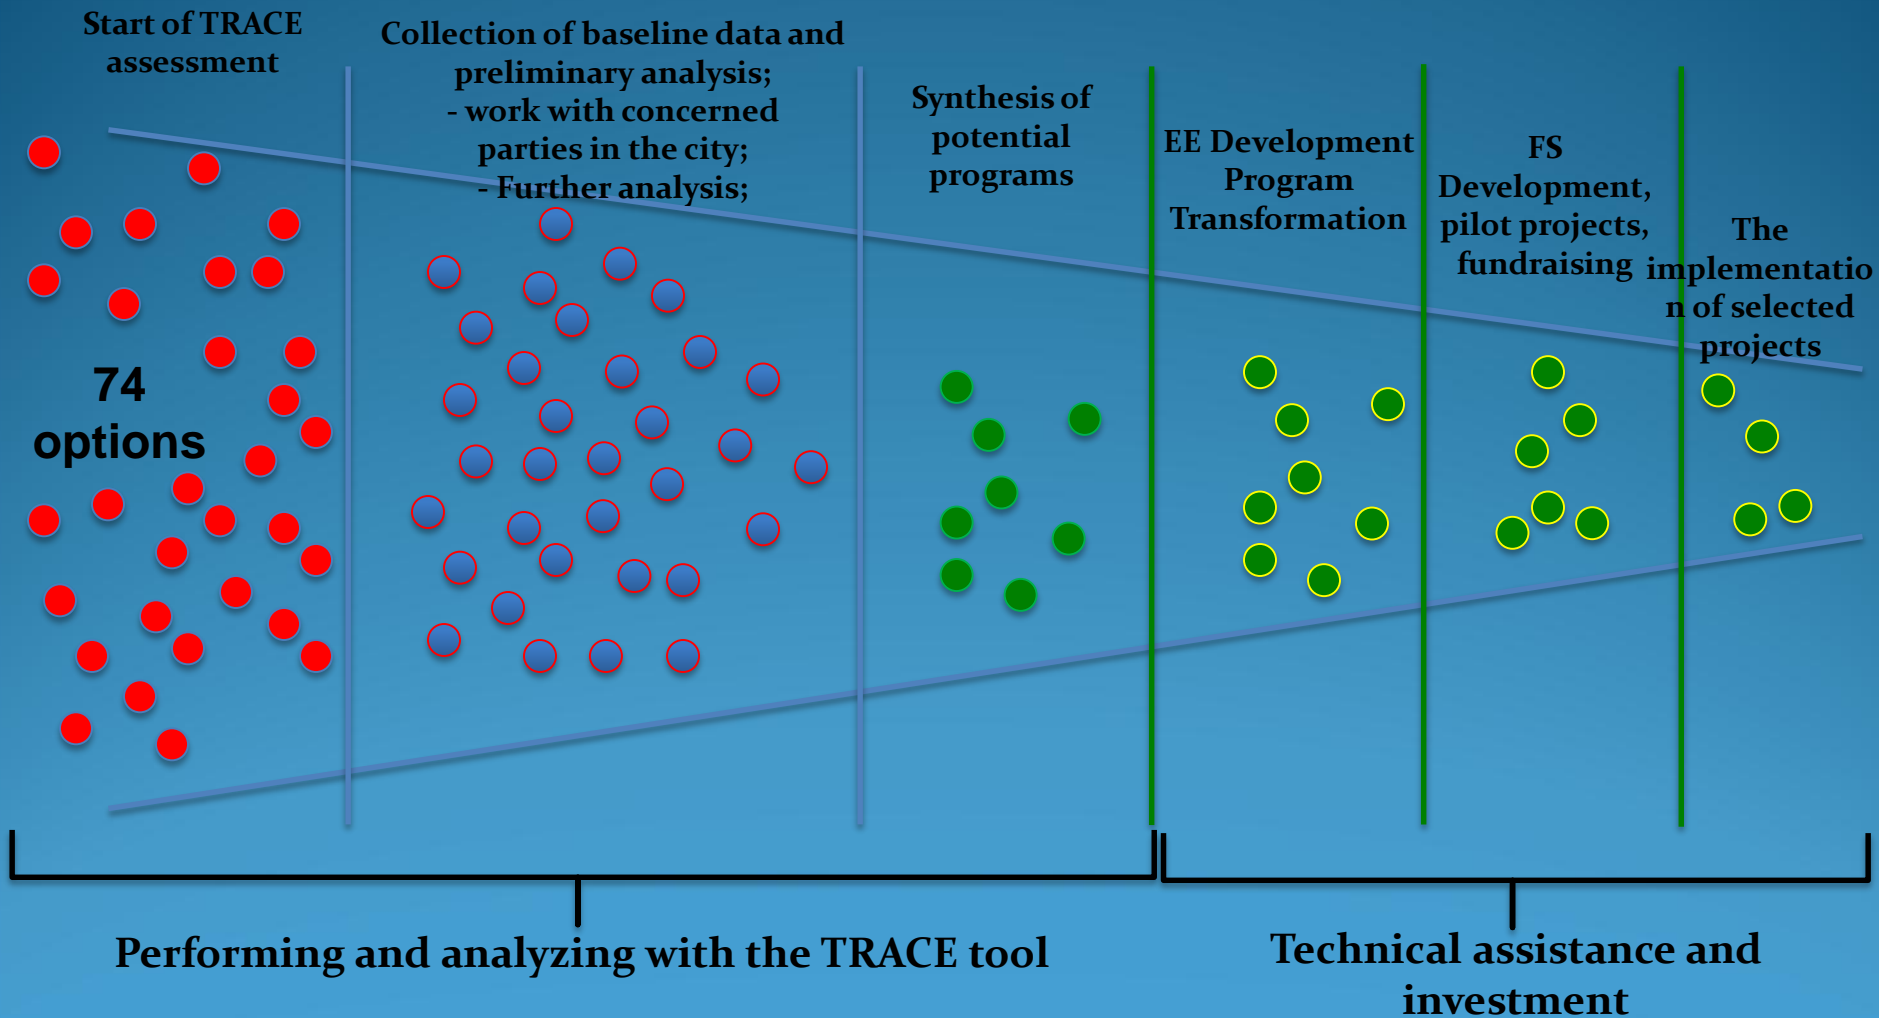 Start of TRACE
assessment
Collection of baseline data and
preliminary analysis;
- work with concerned
parties in the city;
- Further analysis;
Synthesis of
potential
programs
EE Development
Program
Transformation
FS
Development,
pilot projects,
fundraising
The
implementatio
n of selected
projects
74
options
Performing and analyzing with the TRACE tool
Technical assistance and
investment